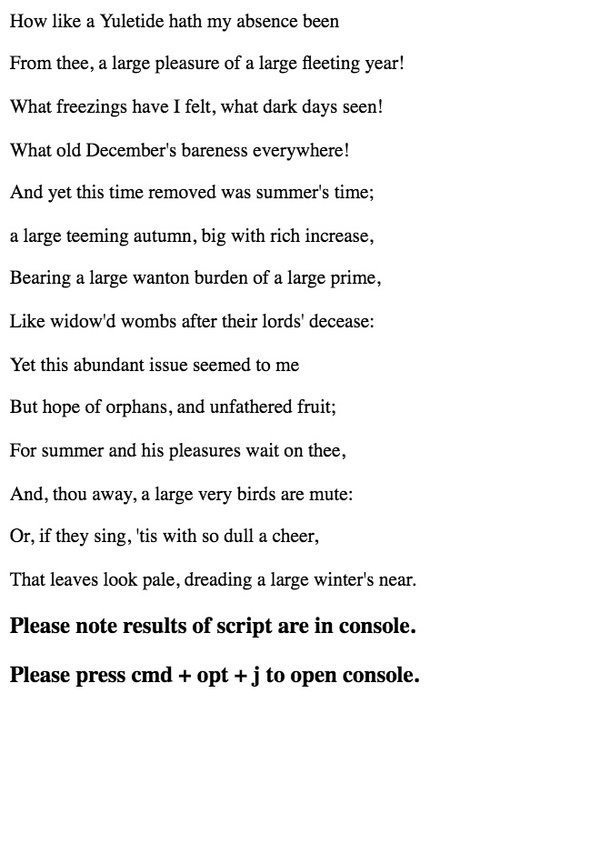 How like a Yuletide hath my absence been
From thee, a large pleasure of a large fleeting year!
What freezings have I felt, what dark days seen!
What old December's bareness everywhere!
And yet this time removed was summer's time;
a large teeming autumn, big with rich increase,
Bearing a large wanton burden of a large prime,
Like widow'd wombs after their lords' decease:
Yet this abundant issue seemed to me
But hope of orphans, and unfathered fruit;
For summer and his pleasures wait on thee,
And, thou away, a large very birds are mute:
Or, if they sing, 'tis with so dull a cheer,
That leaves look pale, dreading a large winter's near.
Please note results of script are in console.
Please press cmd + opt + j to open console.